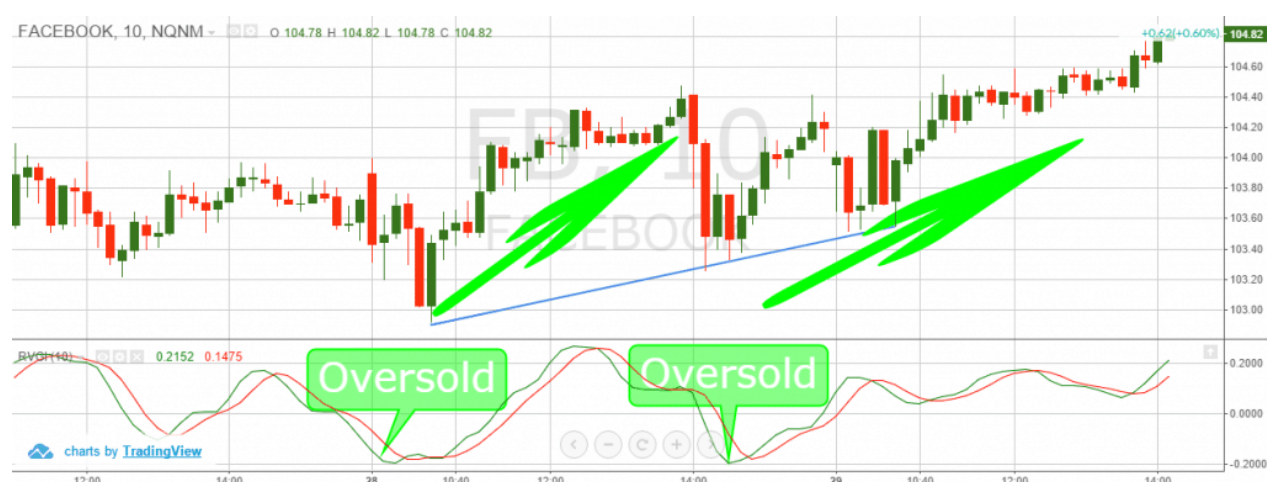 FACEBOOK, 10, NQNM O 104.78 H 104.82 L 104.78 C 104.82
+0.62(+0.60%) 104.82
104.60
104.40
104.20
104.00
103.80
103.60
103.40
103.20
103.00
FB, 10
FACEBOOK
RVGI (10) 0.2152 0.1475
Oversold
Oversold
0.2000
0.0000
-0.2000
charts by TradingView
12:00 14:00 28 10:40 12:00 14:00 29 10:40 12:00 14:00